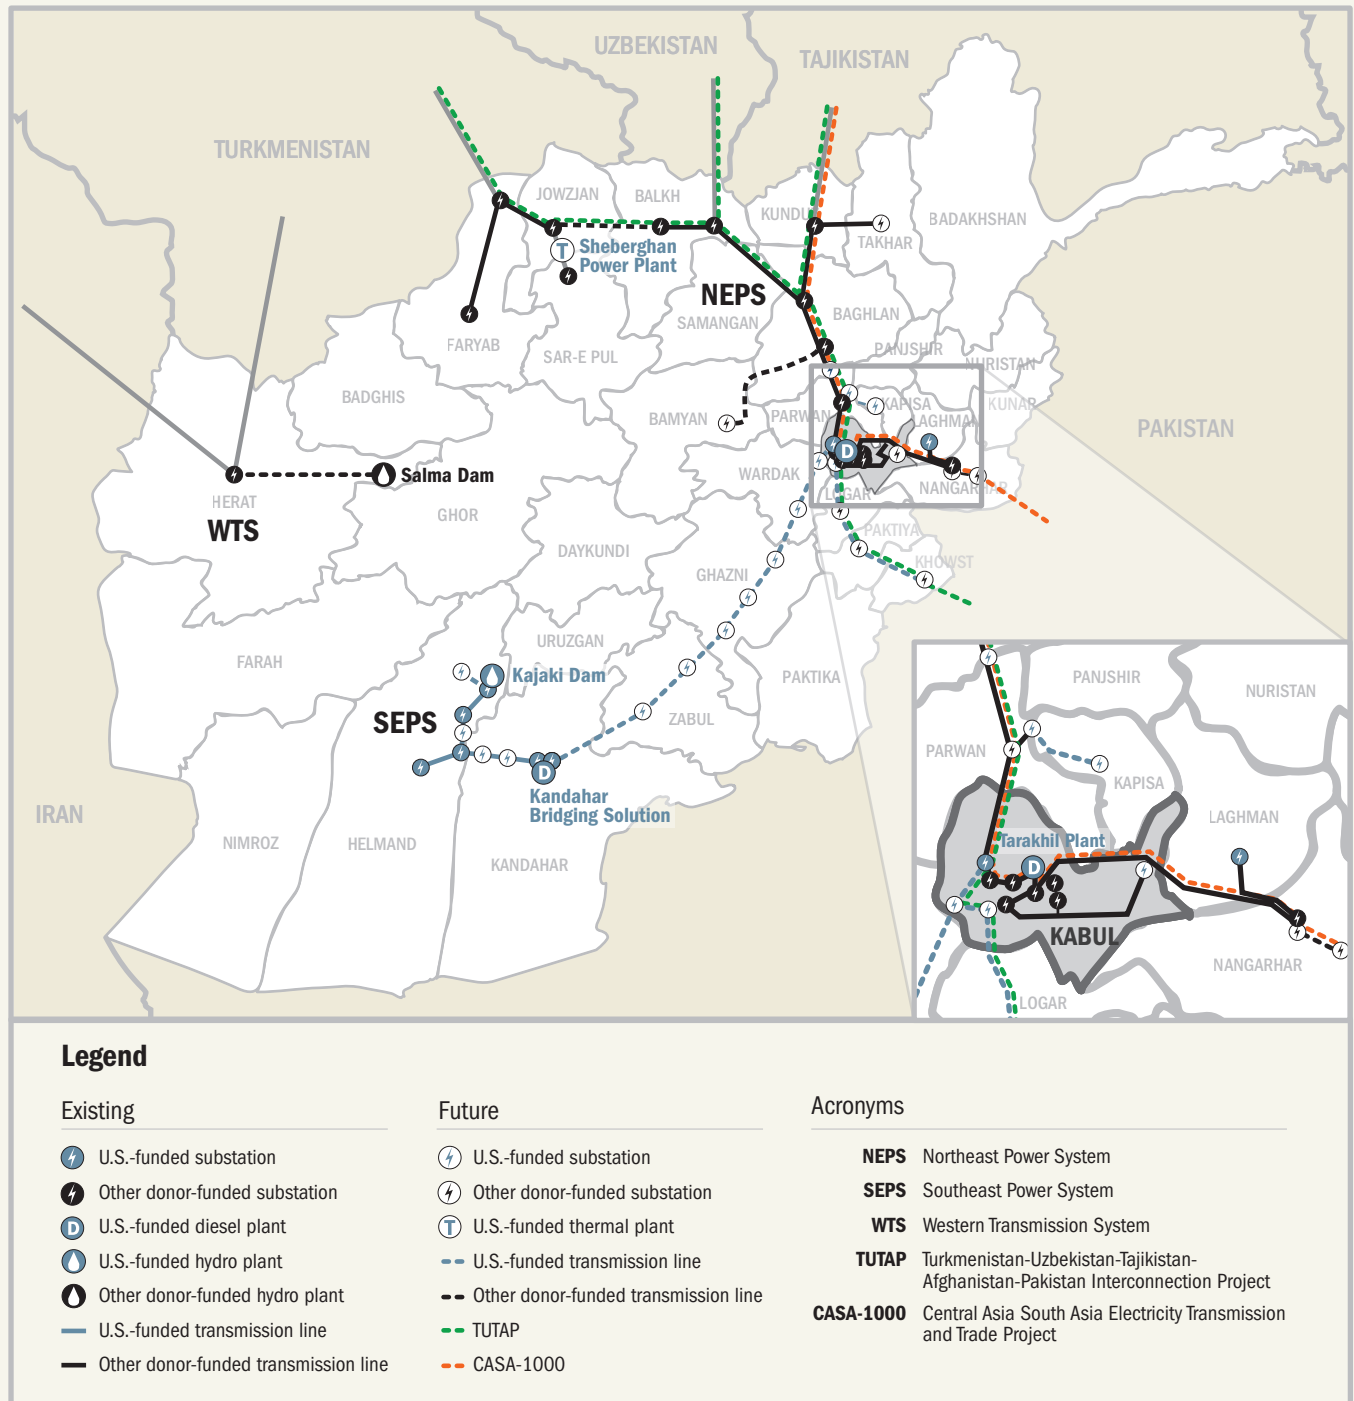 UZBEKISTAN
TAJIKISTAN
TURKMENISTAN
JOWZJAN
BALKH
KUNDU
TAKHAR
BADAKHSHAN
T
Sheberghan
Power Plant
NEPS
SAMANGAN
BAGHLAN
FARYAB
SAR-E PUL
PANJSHIR
NURISTAN
BADGHIS
BAMYAN
PARWAN
KAPISA
KUNAR
LAGHMAN
PAKISTAN
D
Salma Dam
HERAT
WTS
GHOR
WARDAK
LOGAR
NANGARHAR
DAYKUNDI
PAKTIYA
GHAZNI
KHOWST
URUZGAN
FARAH
Kajaki Dam
PAKTIKA
SEPS
ZABUL
D
Kandahar
Bridging Solution
IRAN
NIMROZ
HELMAND
KANDAHAR
PANJSHIR
NURISTAN
PARWAN
KAPISA
LAGHMAN
Tarakhil Plant
D
KABUL
NANGARHAR
LOGAR
Legend
Existing
U.S.-funded substation
Other donor-funded substation
D U.S.-funded diesel plant
U.S.-funded hydro plant
Other donor-funded hydro plant
U.S.-funded transmission line
Other donor-funded transmission line
Future
U.S.-funded substation
Other donor-funded substation
T U.S.-funded thermal plant
U.S.-funded transmission line
Other donor-funded transmission line
TUTAP
CASA-1000
Acronyms
NEPS Northeast Power System
SEPS Southeast Power System
WTS Western Transmission System
TUTAP Turkmenistan-Uzbekistan-Tajikistan-
Afghanistan-Pakistan Interconnection Project
CASA-1000 Central Asia South Asia Electricity Transmission
and Trade Project